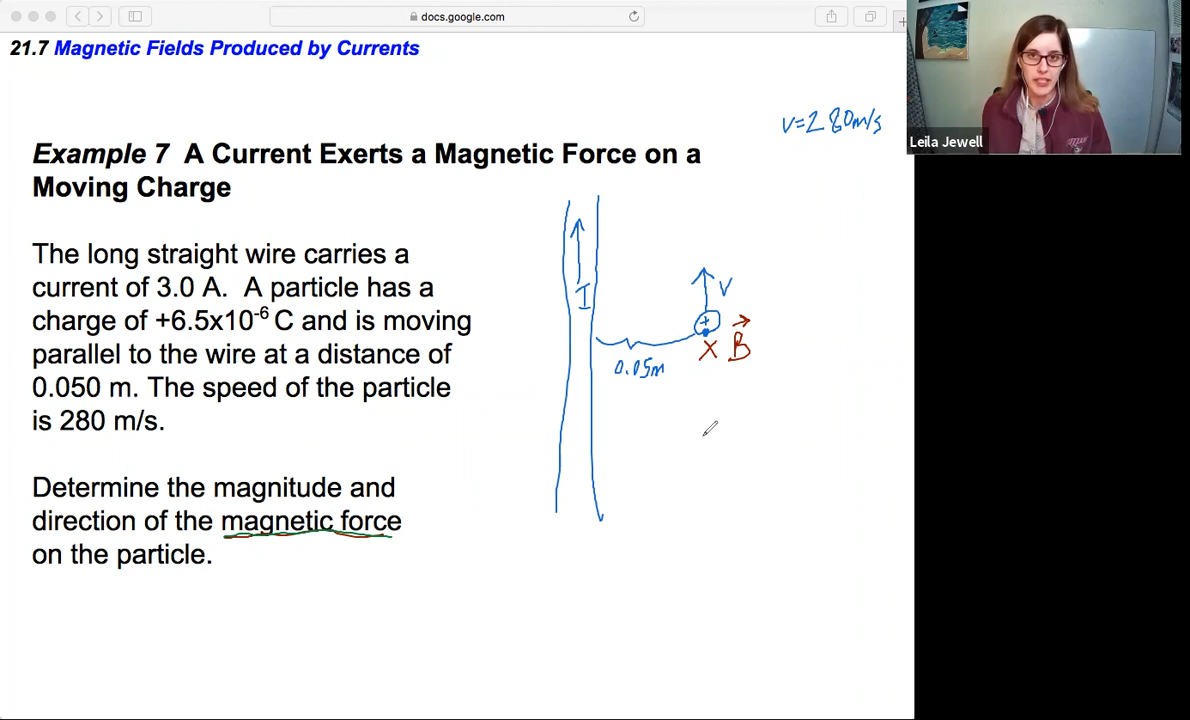 docs.google.com
21.7 Magnetic Fields Produced by Currents
v=280m/s
Leila Jewell
Example 7 A Current Exerts a Magnetic Force on a
Moving Charge
The long straight wire carries a
current of 3.0 A. A particle has a
charge of +6.5x10⁻⁶ C and is moving
parallel to the wire at a distance of
0.050 m. The speed of the particle
is 280 m/s.
Determine the magnitude and
direction of the magnetic force
on the particle.
I
V
+
X B
0.05m